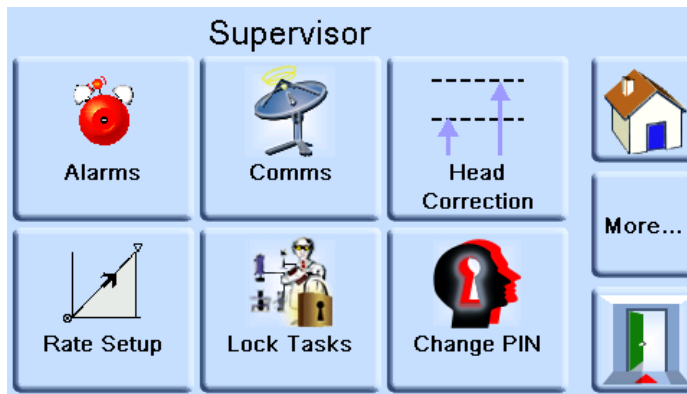 Supervisor
Alarms
Comms
Head
Correction
More...
Rate Setup
Lock Tasks
Change PIN